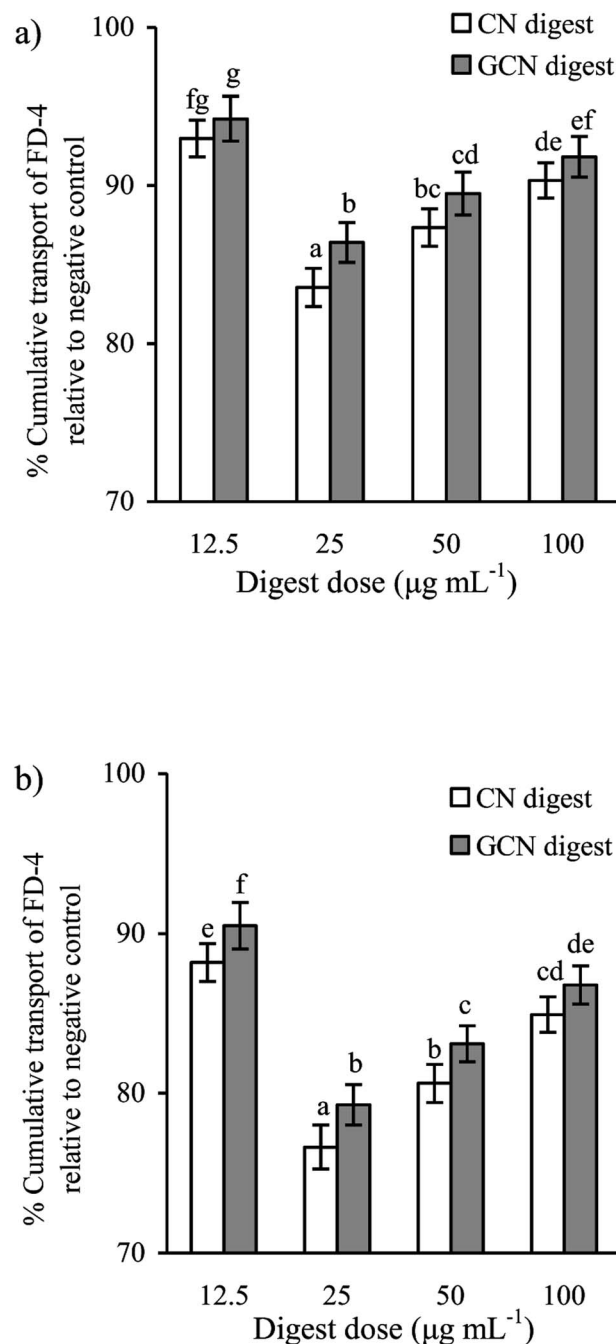 a)
% Cumulative transport of FD-4
relative to negative control
100
90
80
70
CN digest
GCN digest
fg g
a b
bc cd
de ef
12.5 25 50 100
Digest dose (μg mL⁻¹)
b)
% Cumulative transport of FD-4
relative to negative control
100
90
80
70
CN digest
GCN digest
e f
a b
b c
cd de
12.5 25 50 100
Digest dose (μg mL⁻¹)